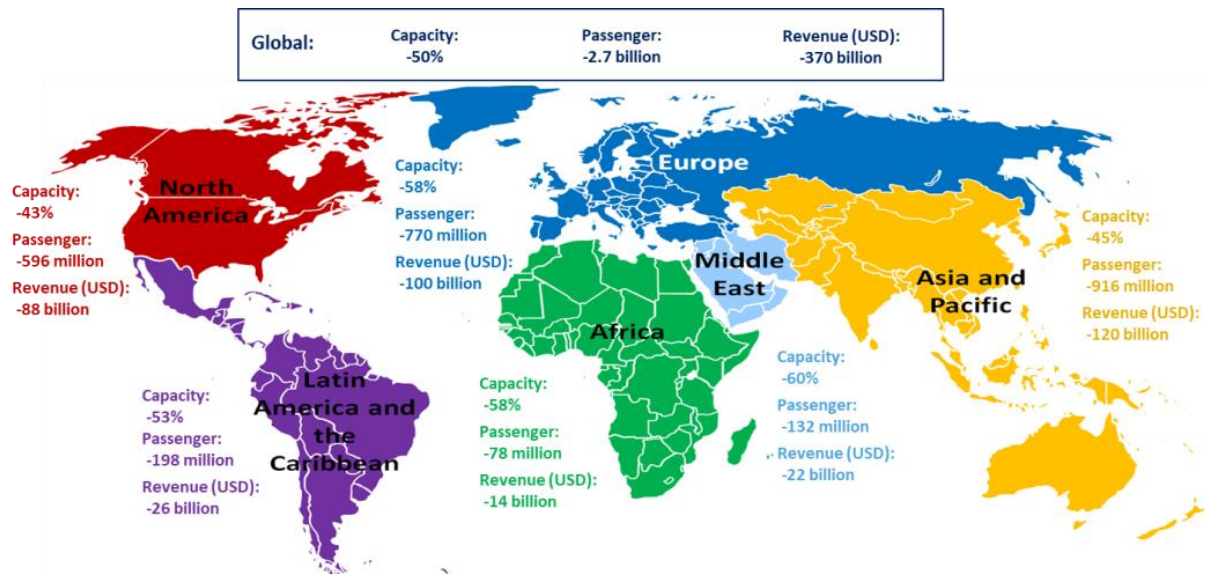 Global:
Capacity:
-50%
Passenger:
-2.7 billion
Revenue (USD):
-370 billion
North
America
Capacity:
-43%
Passenger:
-596 million
Revenue (USD):
-88 billion
Europe
Capacity:
-58%
Passenger:
-770 million
Revenue (USD):
-100 billion
Middle
East
Capacity:
-60%
Passenger:
-132 million
Revenue (USD):
-22 billion
Asia and
Pacific
Capacity:
-45%
Passenger:
-916 million
Revenue (USD):
-120 billion
Africa
Capacity:
-58%
Passenger:
-78 million
Revenue (USD):
-14 billion
Latin
America and
the
Caribbean
Capacity:
-53%
Passenger:
-198 million
Revenue (USD):
-26 billion